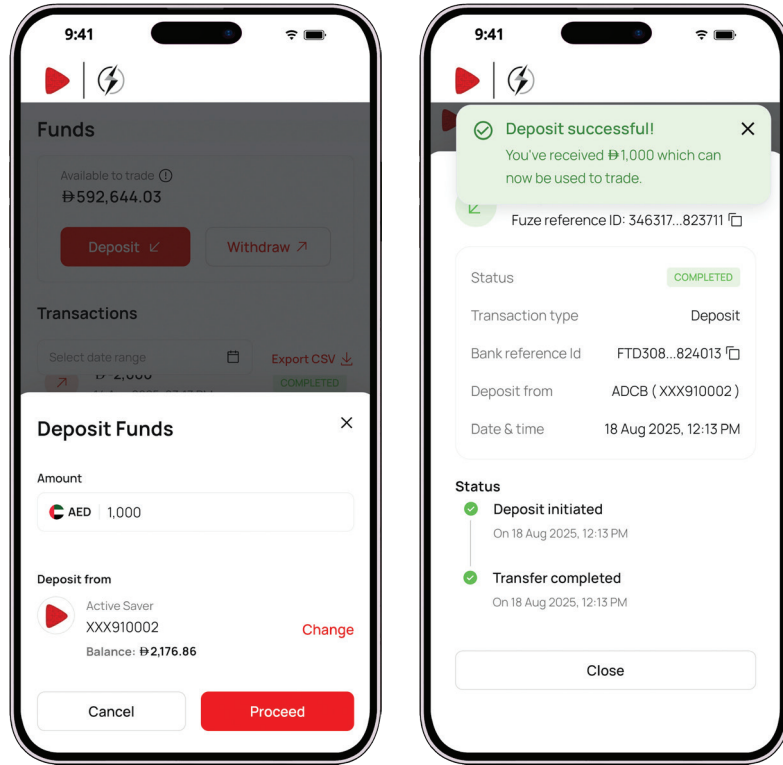 9:41
Funds
Available to trade
592,644.03
Deposit
Withdraw
Transactions
Select date range
Export CSV
-2,000
COMPLETED
Deposit Funds
Amount
AED 1,000
Deposit from
Active Saver
XXX910002
Change
Balance: 2,176.86
Cancel
Proceed
9:41
Deposit successful!
You've received 1,000 which can
now be used to trade.
Fuze reference ID: 346317...823711
Status
COMPLETED
Transaction type
Deposit
Bank reference Id
FTD308...824013
Deposit from
ADCB ( XXX910002 )
Date & time
18 Aug 2025, 12:13 PM
Status
Deposit initiated
On 18 Aug 2025, 12:13 PM
Transfer completed
On 18 Aug 2025, 12:13 PM
Close